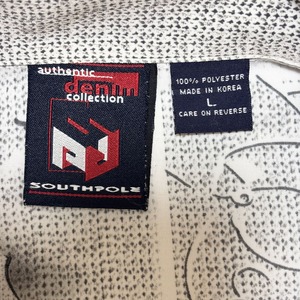 authentic
denim
collection
SOUTHPOLE
100% POLYESTER
MADE IN KOREA
L
CARE ON REVERSE